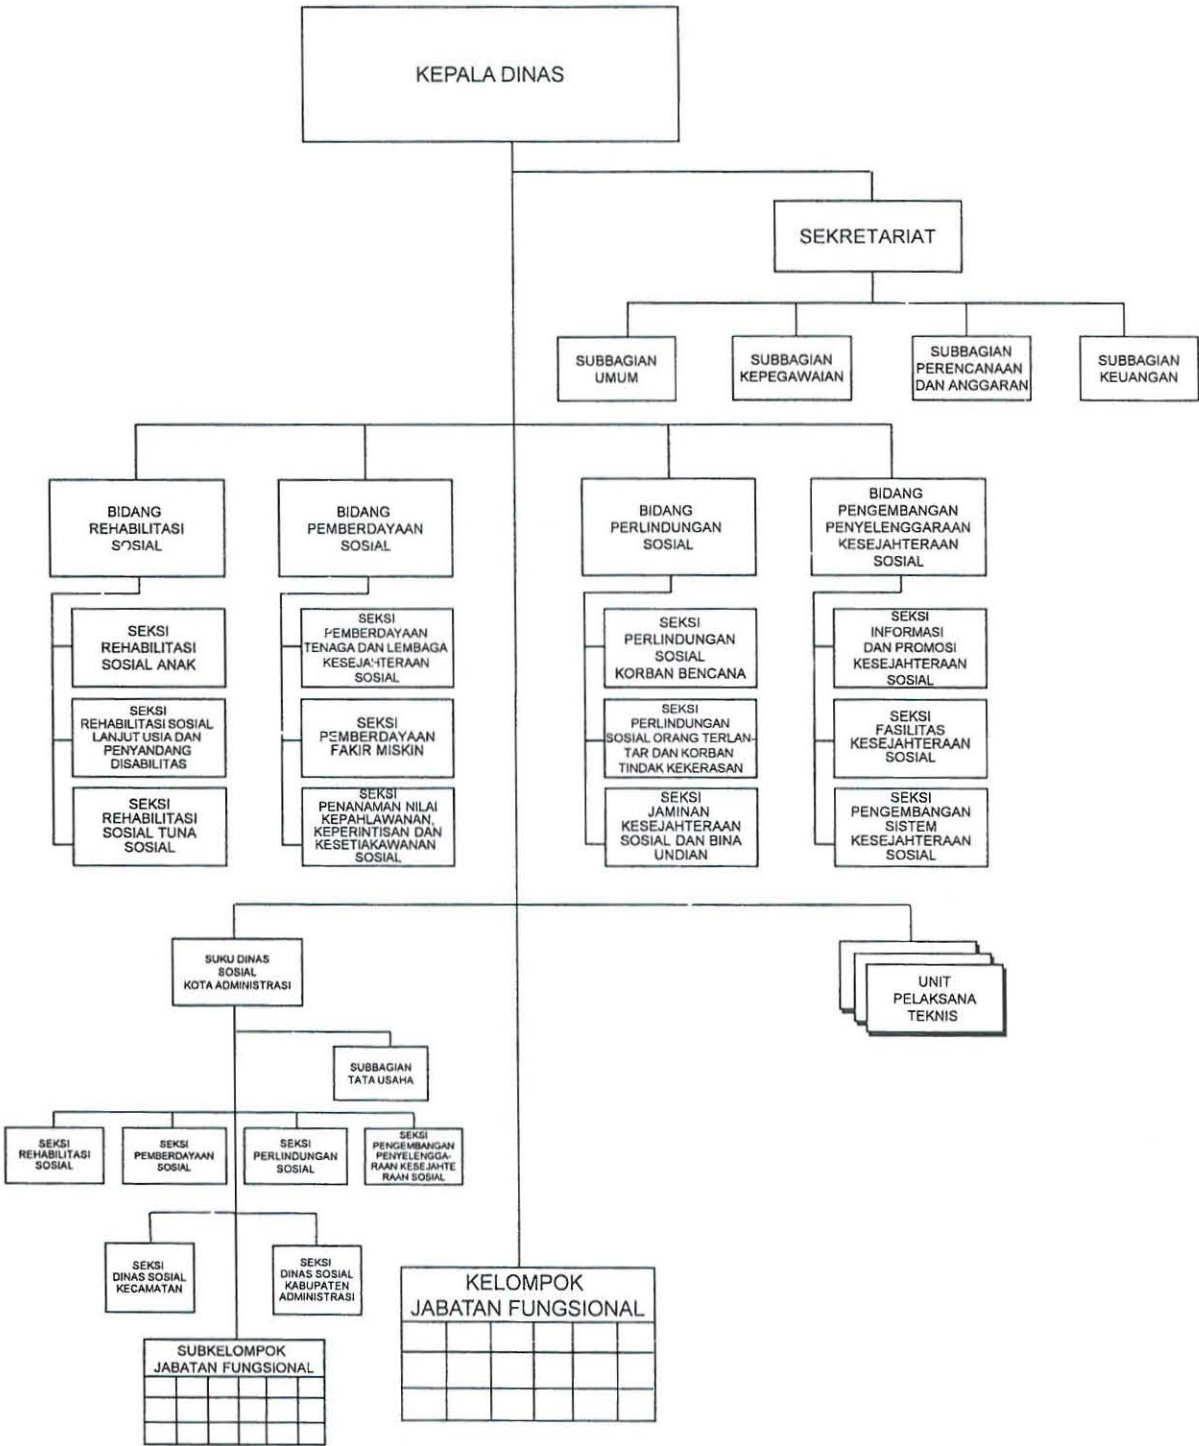 KEPALA DINAS
SEKRETARIAT
SUBBAGIAN
UMUM
SUBBAGIAN
KEPEGAWAIAN
SUBBAGIAN
PERENCANAAN
DAN ANGGARAN
SUBBAGIAN
KEUANGAN
BIDANG
REHABILITASI
SOSIAL
BIDANG
PEMBERDAYAAN
SOSIAL
BIDANG
PERLINDUNGAN
SOSIAL
BIDANG
PENGEMBANGAN
PENYELENGGARAAN
KESEJAHTERAAN
SOSIAL
SEKSI
REHABILITASI
SOSIAL ANAK
SEKSI
REHABILITASI SOSIAL
LANJUT USIA DAN
PENYANDANG
DISABILITAS
SEKSI
REHABILITASI
SOSIAL TUNA
SOSIAL
SEKSI
PEMBERDAYAAN
TENAGA DAN LEMBAGA
KESEJAHTERAAN
SOSIAL
SEKSI
PEMBERDAYAAN
FAKIR MISKIN
SEKSI
PENANAMAN NILAI
KEPAHLAWANAN,
KEPERINTISAN DAN
KESETIAKAWANAN
SOSIAL
SEKSI
PERLINDUNGAN
SOSIAL
KORBAN BENCANA
SEKSI
PERLINDUNGAN
SOSIAL ORANG TERLAN-
TAR DAN KORBAN
TINDAK KEKERASAN
SEKSI
JAMINAN
KESEJAHTERAAN
SOSIAL DAN BINA
UNDIAN
SEKSI
INFORMASI
DAN PROMOSI
KESEJAHTERAAN
SOSIAL
SEKSI
FASILITAS
KESEJAHTERAAN
SOSIAL
SEKSI
PENGEMBANGAN
SISTEM
KESEJAHTERAAN
SOSIAL
SUKU DINAS
SOSIAL
KOTA ADMINISTRASI
UNIT
PELAKSANA
TEKNIS
SUBBAGIAN
TATA USAHA
SEKSI
REHABILITASI
SOSIAL
SEKSI
PEMBERDAYAAN
SOSIAL
SEKSI
PERLINDUNGAN
SOSIAL
SEKSI
PENGEMBANGAN
PENYELENGGA-
RAAN KESEJAHTE
RAAN SOSIAL
SEKSI
DINAS SOSIAL
KECAMATAN
SEKSI
DINAS SOSIAL
KABUPATEN
ADMINISTRASI
KELOMPOK
JABATAN FUNGSIONAL
SUBKELOMPOK
JABATAN FUNGSIONAL